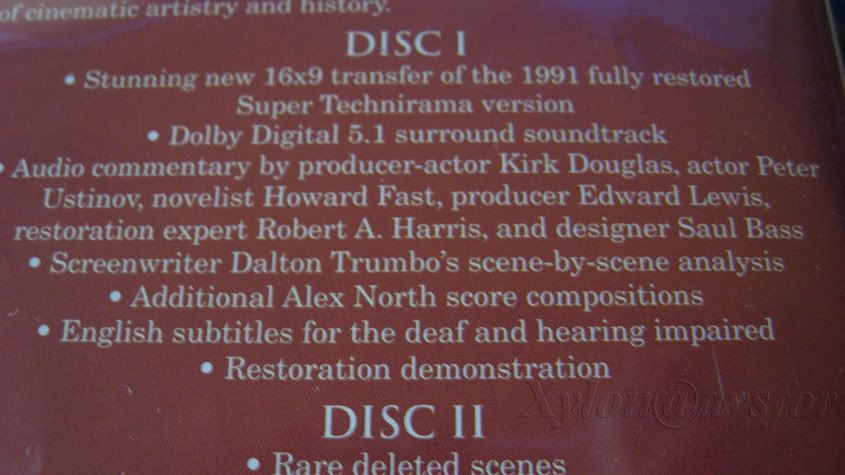 of cinematic artistry and history.
DISC I
• Stunning new 16x9 transfer of the 1991 fully restored
Super Technirama version
• Dolby Digital 5.1 surround soundtrack
• Audio commentary by producer-actor Kirk Douglas, actor Peter
Ustinov, novelist Howard Fast, producer Edward Lewis,
restoration expert Robert A. Harris, and designer Saul Bass
• Screenwriter Dalton Trumbo's scene-by-scene analysis
• Additional Alex North score compositions
• English subtitles for the deaf and hearing impaired
• Restoration demonstration
Xylon@avsforu
DISC II
• Rare deleted scenes